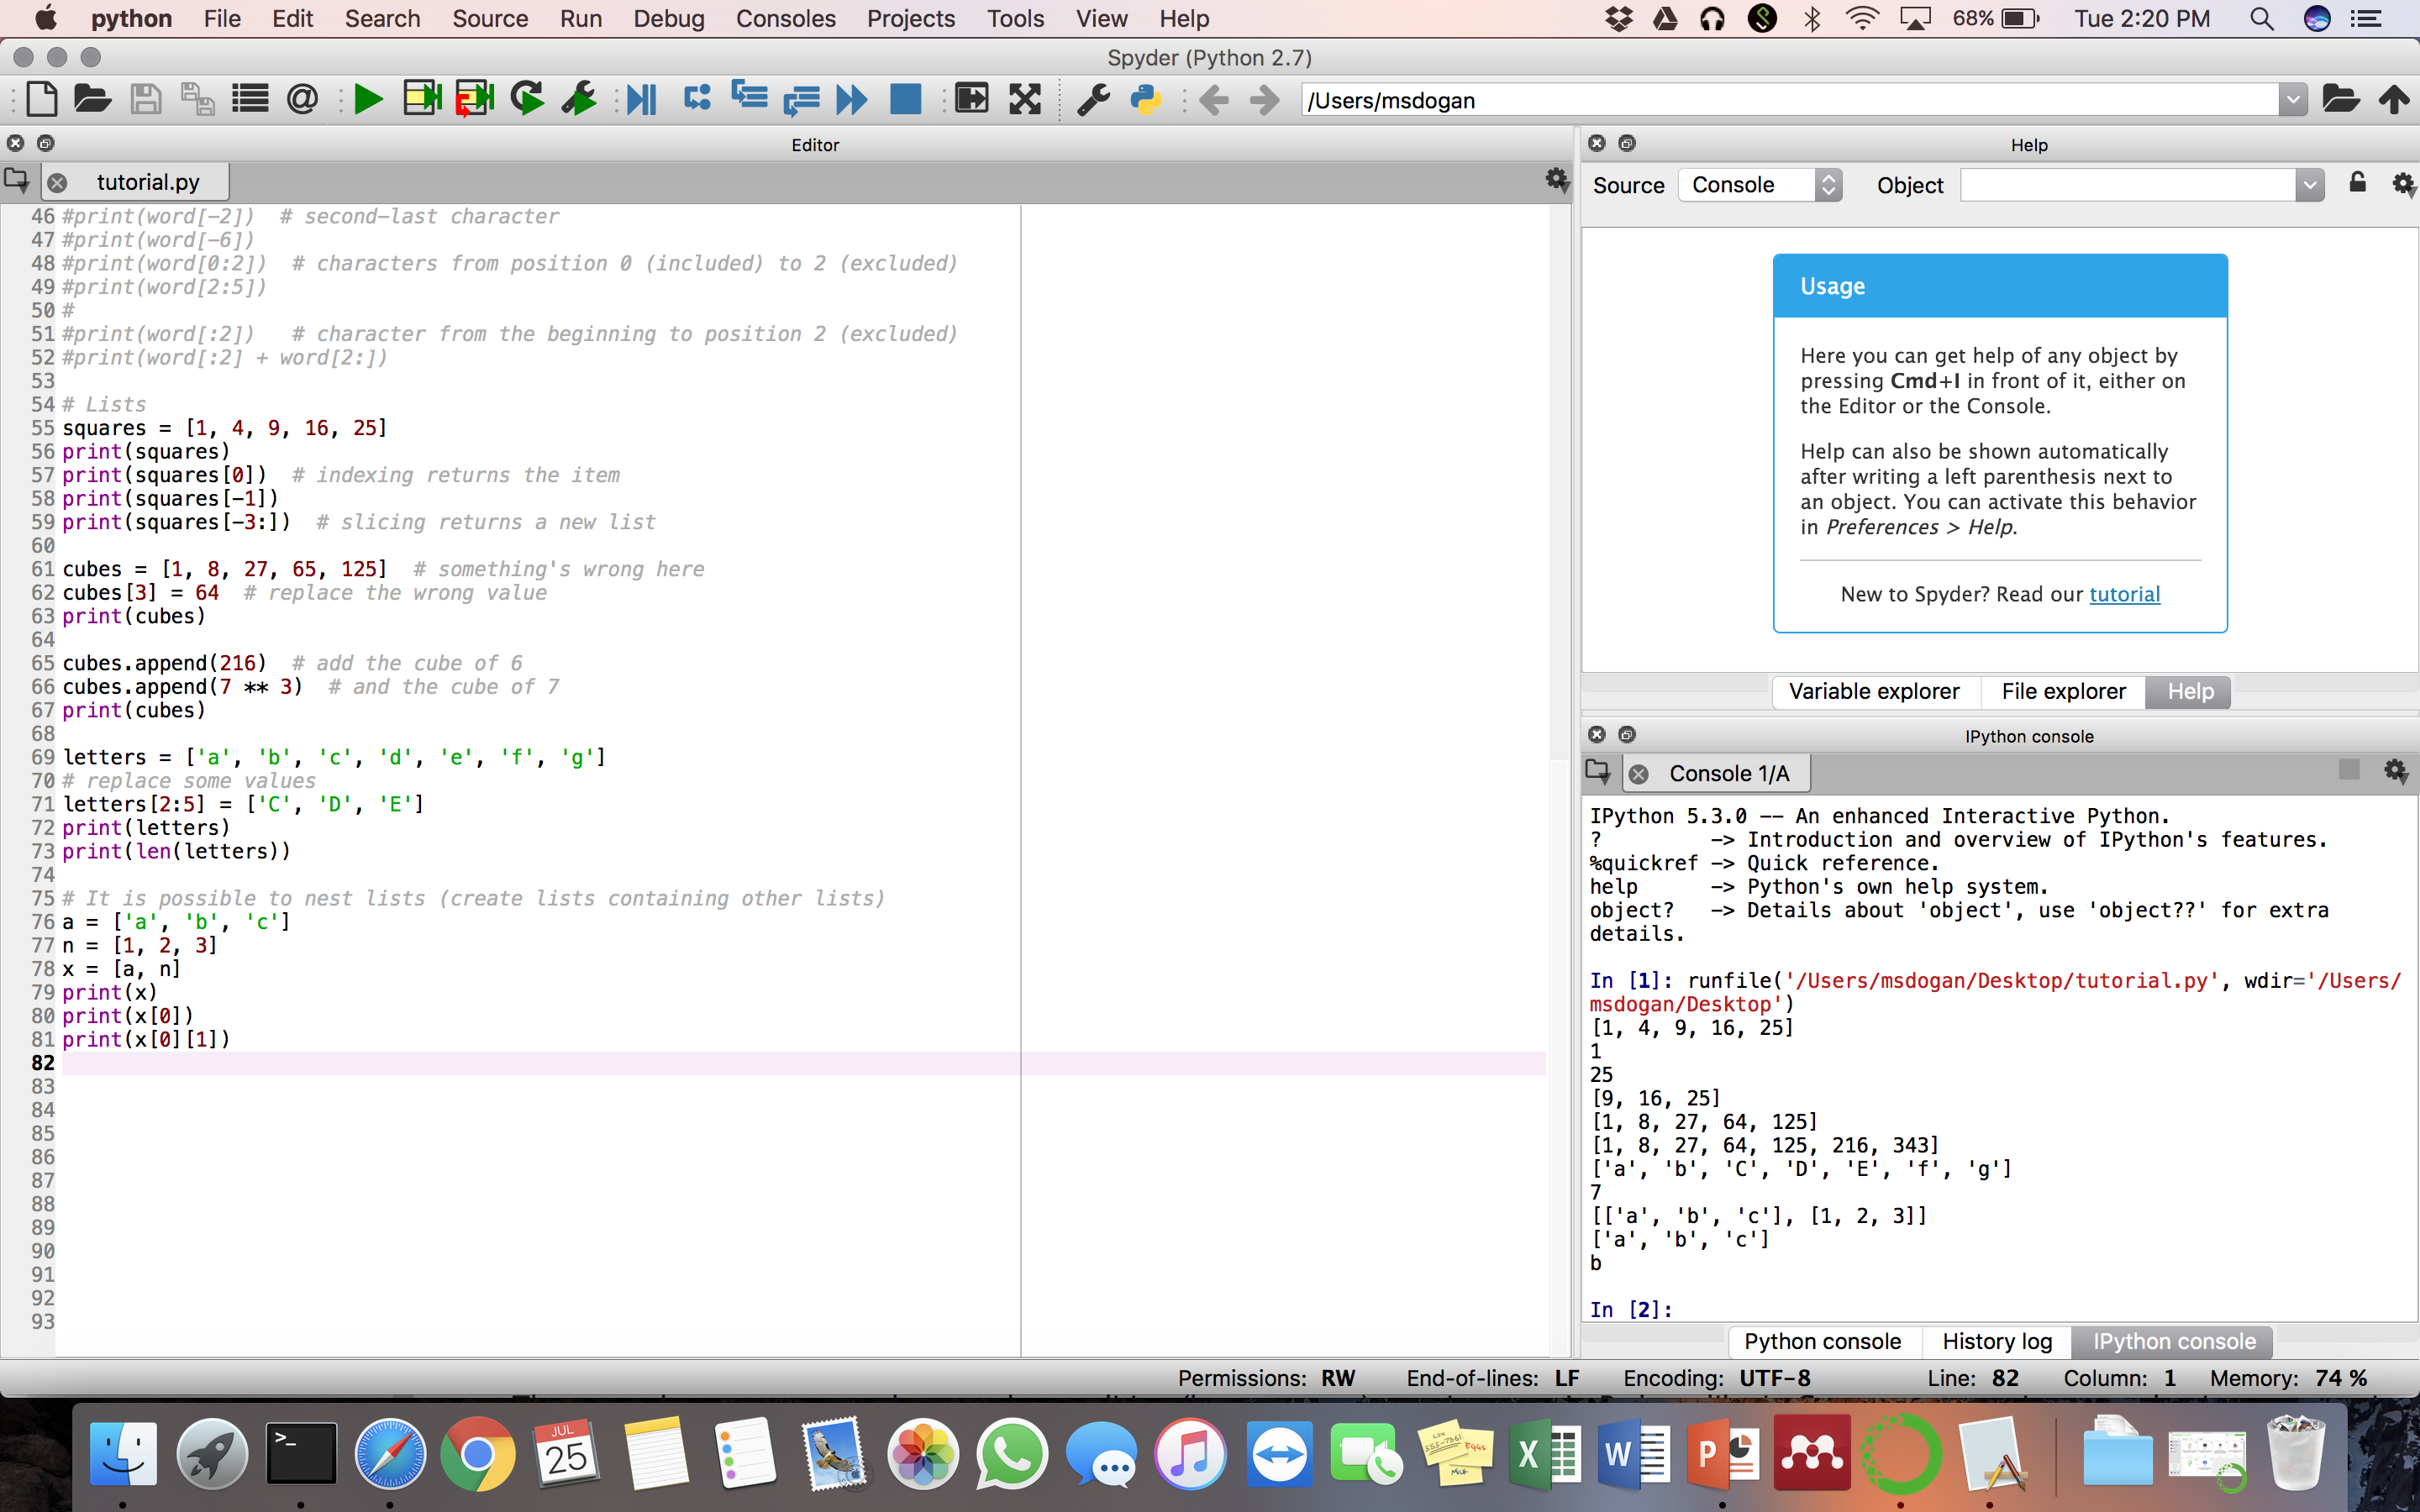 python File Edit Search Source Run Debug Consoles Projects Tools View Help 68% Tue 2:20 PM
Spyder (Python 2.7)
/Users/msdogan
Editor
tutorial.py
46 #print(word[-2])  # second-last character
47 #print(word[-6])
48 #print(word[0:2])  # characters from position 0 (included) to 2 (excluded)
49 #print(word[2:5])
50 #
51 #print(word[:2])   # character from the beginning to position 2 (excluded)
52 #print(word[:2] + word[2:])
53
54 # Lists
55 squares = [1, 4, 9, 16, 25]
56 print(squares)
57 print(squares[0])  # indexing returns the item
58 print(squares[-1])
59 print(squares[-3:])  # slicing returns a new list
60
61 cubes = [1, 8, 27, 65, 125]  # something's wrong here
62 cubes[3] = 64  # replace the wrong value
63 print(cubes)
64
65 cubes.append(216)  # add the cube of 6
66 cubes.append(7 ** 3)  # and the cube of 7
67 print(cubes)
68
69 letters = ['a', 'b', 'c', 'd', 'e', 'f', 'g']
70 # replace some values
71 letters[2:5] = ['C', 'D', 'E']
72 print(letters)
73 print(len(letters))
74
75 # It is possible to nest lists (create lists containing other lists)
76 a = ['a', 'b', 'c']
77 n = [1, 2, 3]
78 x = [a, n]
79 print(x)
80 print(x[0])
81 print(x[0][1])
82
83
84
85
86
87
88
89
90
91
92
93
Help
Source Console Object
Usage
Here you can get help of any object by
pressing Cmd+I in front of it, either on
the Editor or the Console.
Help can also be shown automatically
after writing a left parenthesis next to
an object. You can activate this behavior
in Preferences > Help.
New to Spyder? Read our tutorial
Variable explorer File explorer Help
IPython console
Console 1/A
IPython 5.3.0 -- An enhanced Interactive Python.
?         -> Introduction and overview of IPython's features.
%quickref -> Quick reference.
help      -> Python's own help system.
object?   -> Details about 'object', use 'object??' for extra
details.
In [1]: runfile('/Users/msdogan/Desktop/tutorial.py', wdir='/Users/
msdogan/Desktop')
[1, 4, 9, 16, 25]
1
25
[9, 16, 25]
[1, 8, 27, 64, 125]
[1, 8, 27, 64, 125, 216, 343]
['a', 'b', 'C', 'D', 'E', 'f', 'g']
7
[['a', 'b', 'c'], [1, 2, 3]]
['a', 'b', 'c']
b
In [2]:
Python console History log IPython console
Permissions: RW End-of-lines: LF Encoding: UTF-8 Line: 82 Column: 1 Memory: 74 %
JUL
25